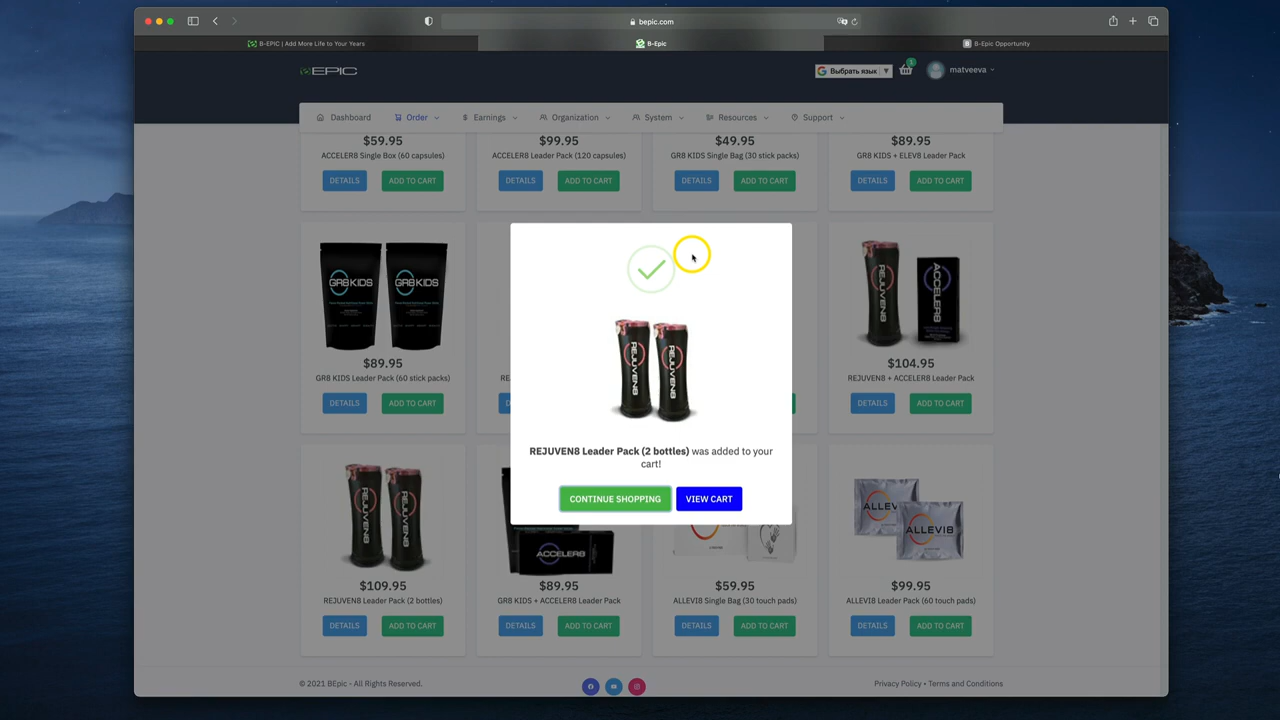 bepic.com
B-EPIC | Add More Life to Your Years
B-Epic
B B-Epic Opportunity
EPIC
G Выбрать язык ▼
1
matveeva
Dashboard
Order
Earnings
Organization
System
Resources
Support
$59.95
ACCELER8 Single Box (60 capsules)
DETAILS
ADD TO CART
$99.95
ACCELER8 Leader Pack (120 capsules)
DETAILS
ADD TO CART
$49.95
GR8 KIDS Single Bag (30 stick packs)
DETAILS
ADD TO CART
$89.95
GR8 KIDS + ELEV8 Leader Pack
DETAILS
ADD TO CART
GR8KIDS
GR8KIDS
$89.95
GR8 KIDS Leader Pack (60 stick packs)
DETAILS
ADD TO CART
REJUVEN8
REJUVEN8
REJUVEN8 Leader Pack (2 bottles) was added to your
cart!
CONTINUE SHOPPING
VIEW CART
REJUVEN8
ACCELER8
$104.95
REJUVEN8 + ACCELER8 Leader Pack
DETAILS
ADD TO CART
REJUVEN8
REJUVEN8
$109.95
REJUVEN8 Leader Pack (2 bottles)
DETAILS
ADD TO CART
ACCELER8
$89.95
GR8 KIDS + ACCELER8 Leader Pack
DETAILS
ADD TO CART
$59.95
ALLEVI8 Single Bag (30 touch pads)
DETAILS
ADD TO CART
ALLEVI8
$99.95
ALLEVI8 Leader Pack (60 touch pads)
DETAILS
ADD TO CART
© 2021 BEpic - All Rights Reserved.
Privacy Policy • Terms and Conditions